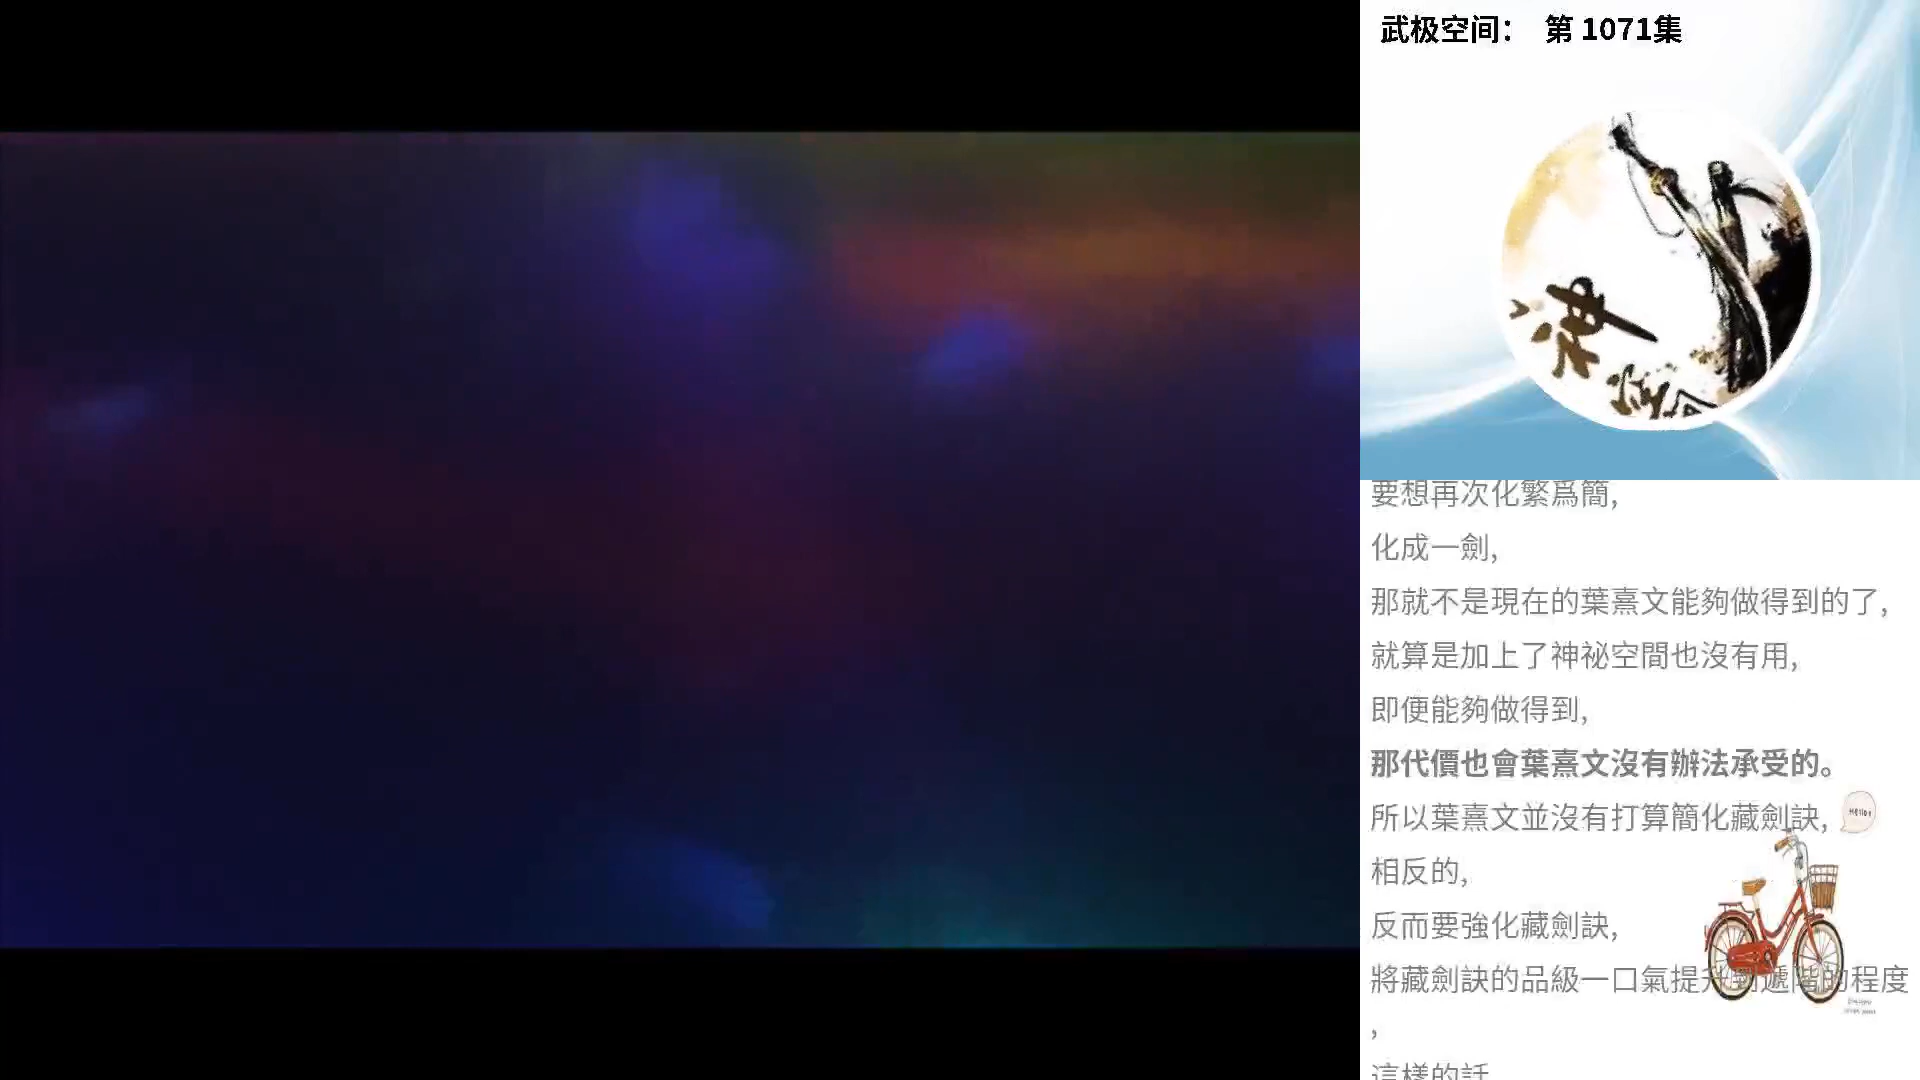 武极空间： 第 1071集
要想再次化繁爲簡,
化成一劍,
那就不是現在的葉熹文能夠做得到的了,
就算是加上了神祕空間也沒有用,
即便能夠做得到,
那代價也會葉熹文沒有辦法承受的。
所以葉熹文並沒有打算簡化藏劍訣,
Hello!
相反的,
反而要強化藏劍訣,
將藏劍訣的品級一口氣提升到遞階的程度
,
這樣的話